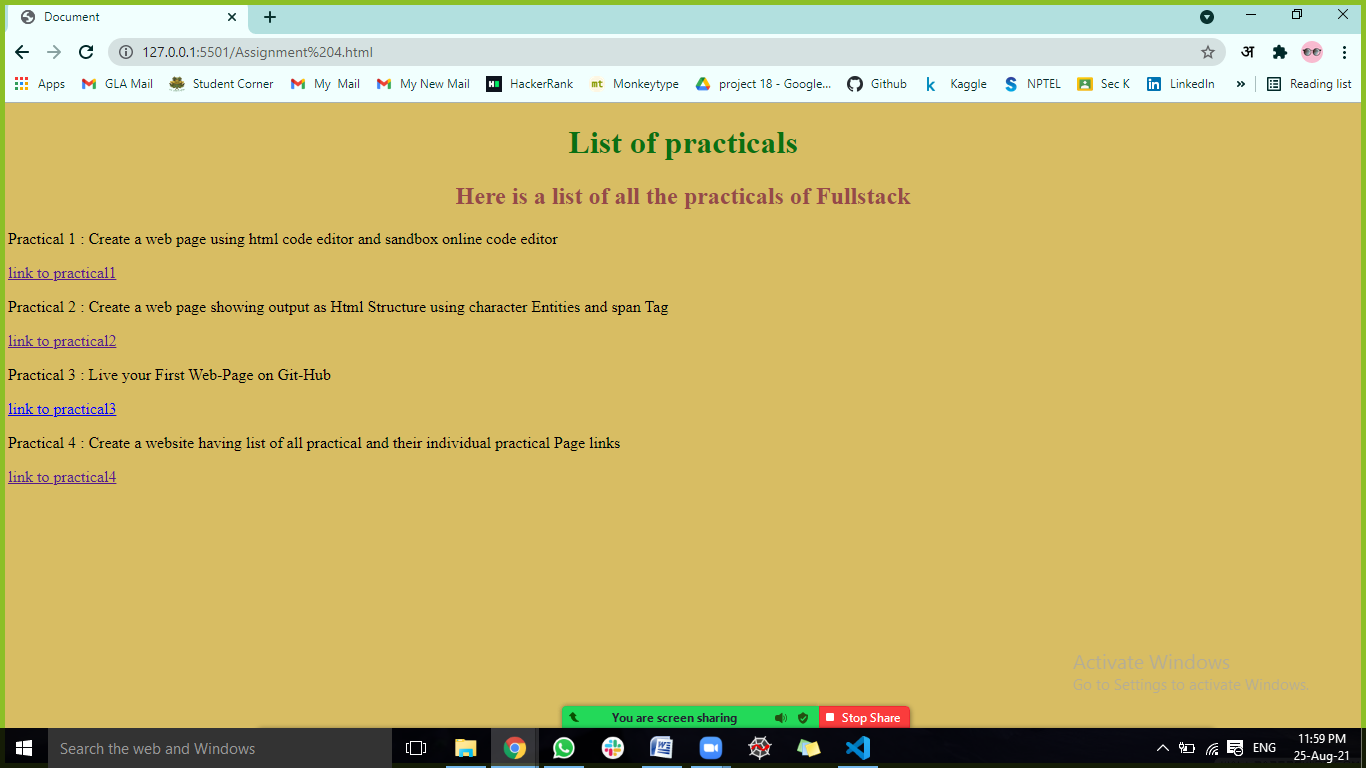 Document
127.0.0.1:5501/Assignment%204.html
अ
Apps GLA Mail Student Corner My Mail My New Mail HackerRank mt Monkeytype project 18 - Google... Github k Kaggle NPTEL Sec K LinkedIn » Reading list
List of practicals
Here is a list of all the practicals of Fullstack
Practical 1 : Create a web page using html code editor and sandbox online code editor
link to practical1
Practical 2 : Create a web page showing output as Html Structure using character Entities and span Tag
link to practical2
Practical 3 : Live your First Web-Page on Git-Hub
link to practical3
Practical 4 : Create a website having list of all practical and their individual practical Page links
link to practical4
Activate Windows
Go to Settings to activate Windows.
You are screen sharing Stop Share
Search the web and Windows
ENG
11:59 PM
25-Aug-21